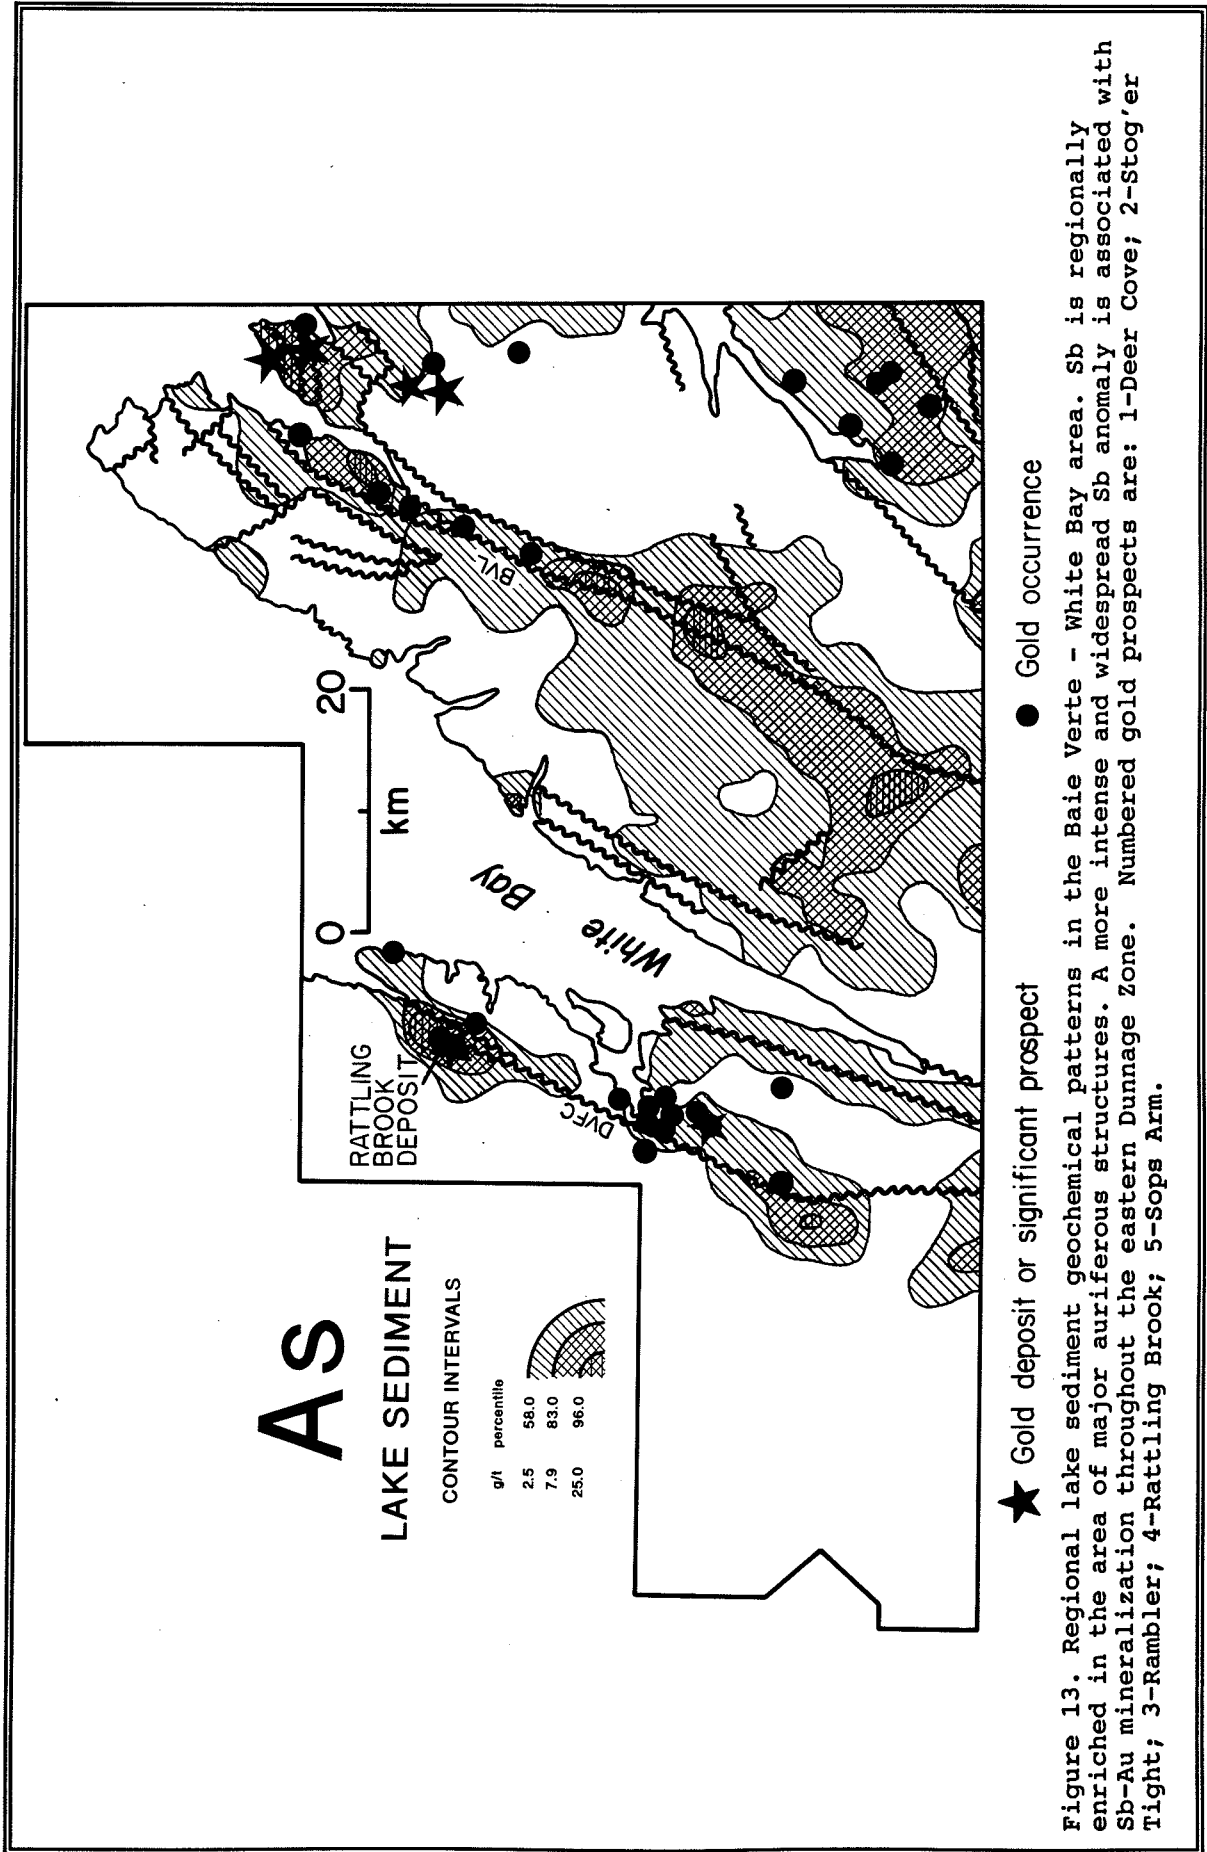 As
LAKE SEDIMENT
CONTOUR INTERVALS
g/t percentile
2.5 58.0
7.9 83.0
25.0 96.0
RATTLING
BROOK
DEPOSIT
DVFC
0 20
km
White Bay
BVL
Gold deposit or significant prospect
Gold occurrence
Figure 13. Regional lake sediment geochemical patterns in the Baie Verte - White Bay area. Sb is regionally
enriched in the area of major auriferous structures. A more intense and widespread Sb anomaly is associated with
Sb-Au mineralization throughout the eastern Dunnage Zone. Numbered gold prospects are: 1-Deer Cove; 2-Stog'er
Tight; 3-Rambler; 4-Rattling Brook; 5-Sops Arm.